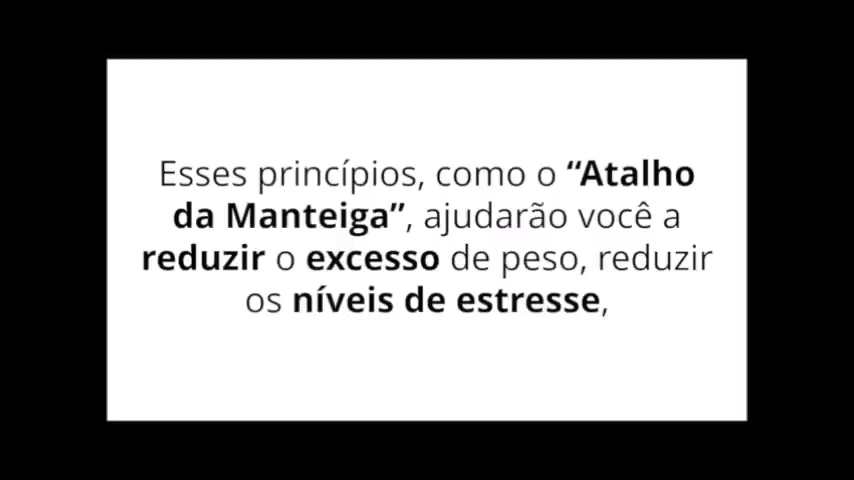 Esses princípios, como o “Atalho
da Manteiga”, ajudarão você a
reduzir o excesso de peso, reduzir
os níveis de estresse,